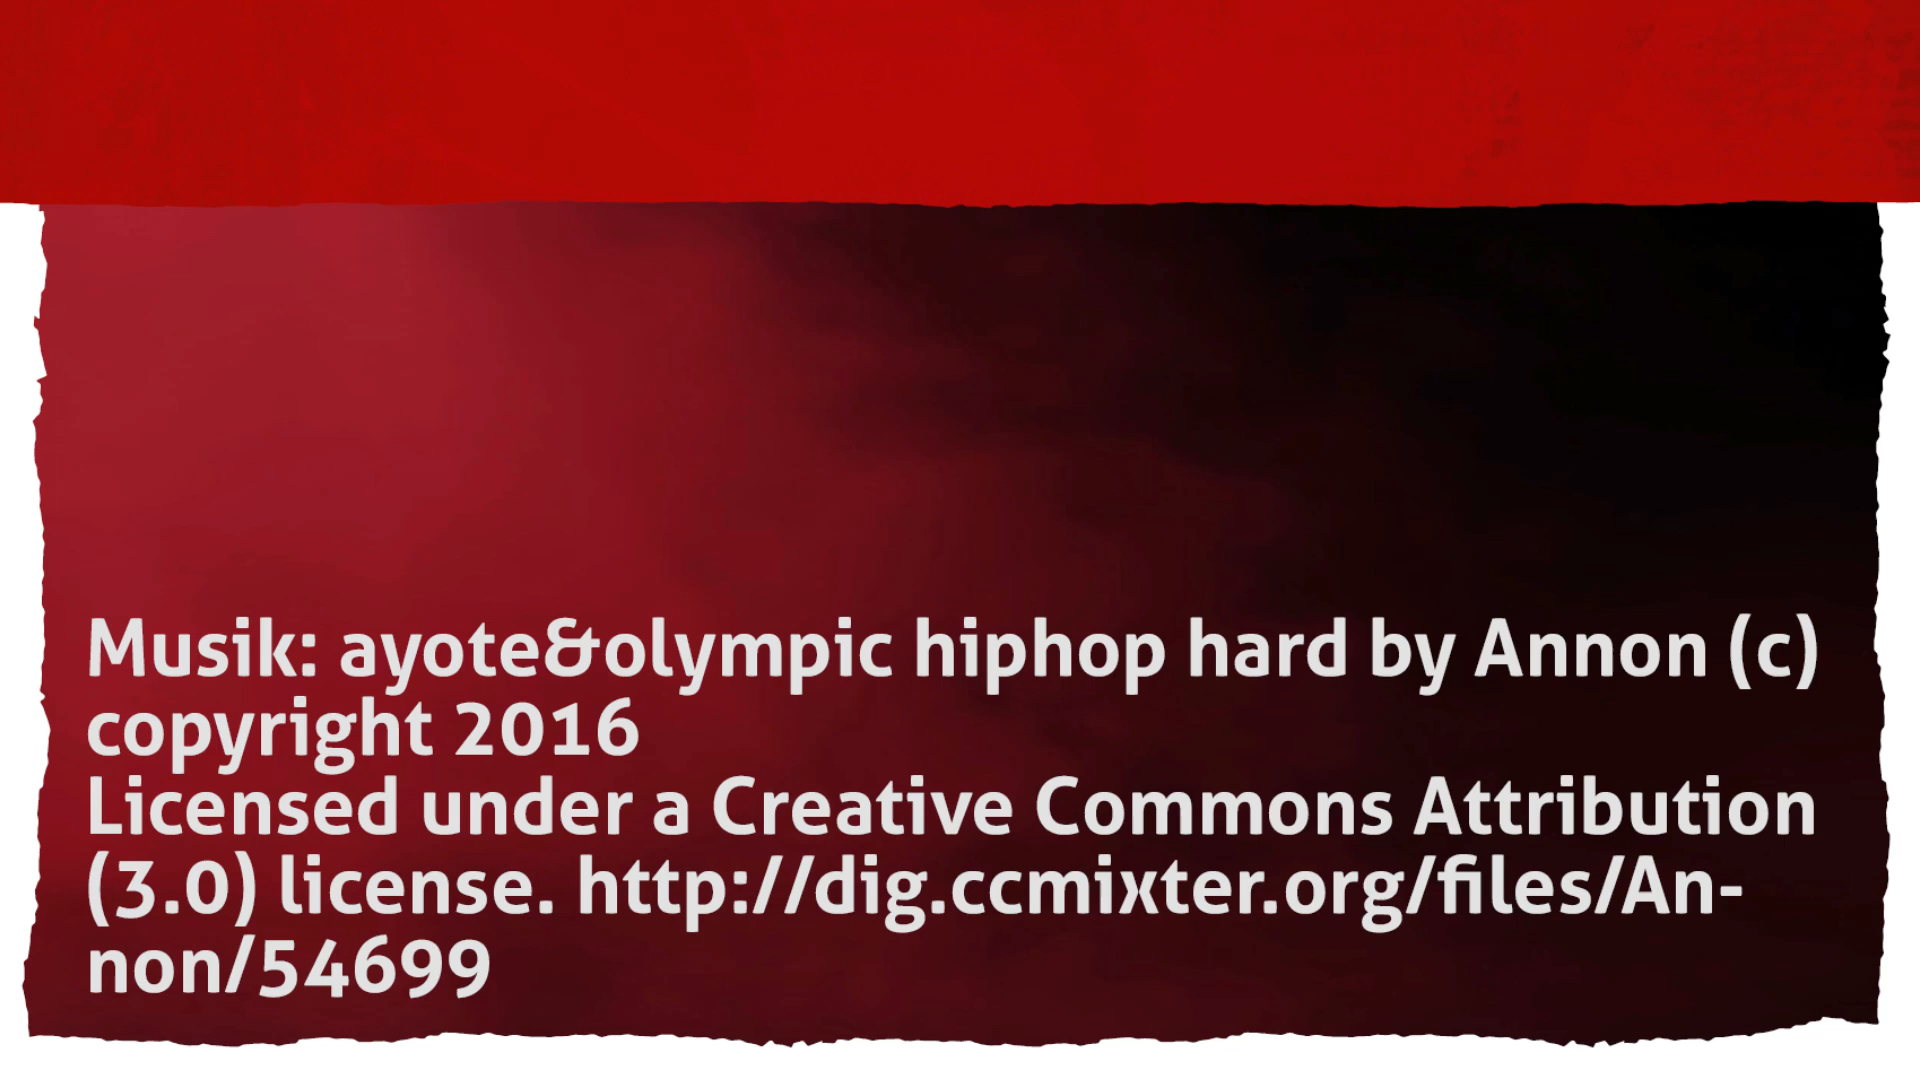 Musik: ayote&olympic hiphop hard by Annon (c)
copyright 2016
Licensed under a Creative Commons Attribution
(3.0) license. http://dig.ccmixter.org/files/An-
non/54699